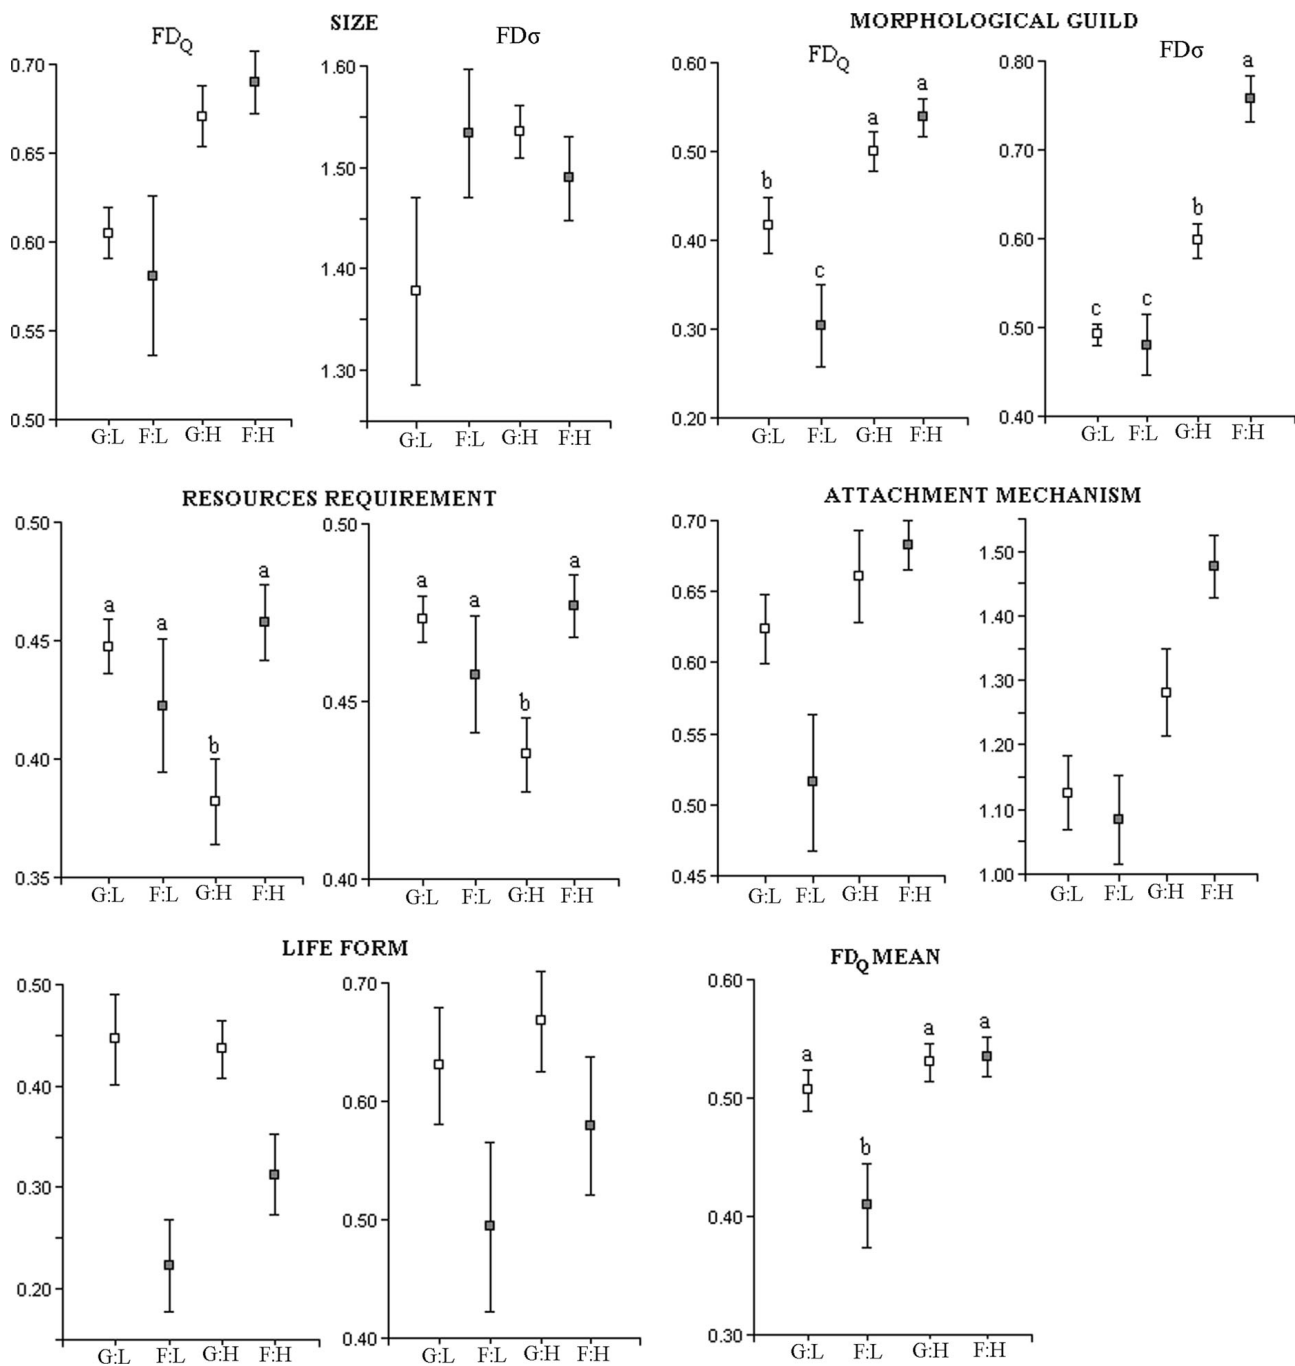 SIZE
FD_Q
FDσ
0.70
0.65
0.60
0.55
0.50
G:L F:L G:H F:H
1.60
1.50
1.40
1.30
G:L F:L G:H F:H
MORPHOLOGICAL GUILD
FD_Q
FDσ
0.60
0.50
0.40
0.30
0.20
b c a a
G:L F:L G:H F:H
0.80
0.70
0.60
0.50
0.40
c c b a
G:L F:L G:H F:H
RESOURCES REQUIREMENT
0.50
0.45
0.40
0.35
a a b a
G:L F:L G:H F:H
0.50
0.45
0.40
a a b a
G:L F:L G:H F:H
ATTACHMENT MECHANISM
0.70
0.65
0.60
0.55
0.50
0.45
G:L F:L G:H F:H
1.50
1.40
1.30
1.20
1.10
1.00
G:L F:L G:H F:H
LIFE FORM
0.50
0.40
0.30
0.20
G:L F:L G:H F:H
0.70
0.60
0.50
0.40
G:L F:L G:H F:H
FD_Q MEAN
0.60
0.50
0.40
0.30
a b a a
G:L F:L G:H F:H